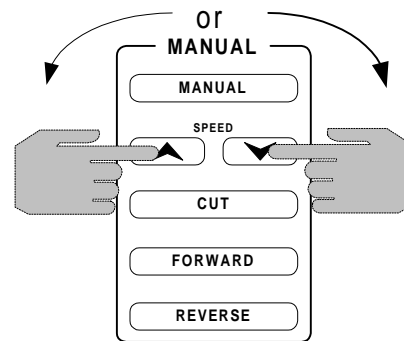 or
MANUAL
MANUAL
SPEED
CUT
FORWARD
REVERSE